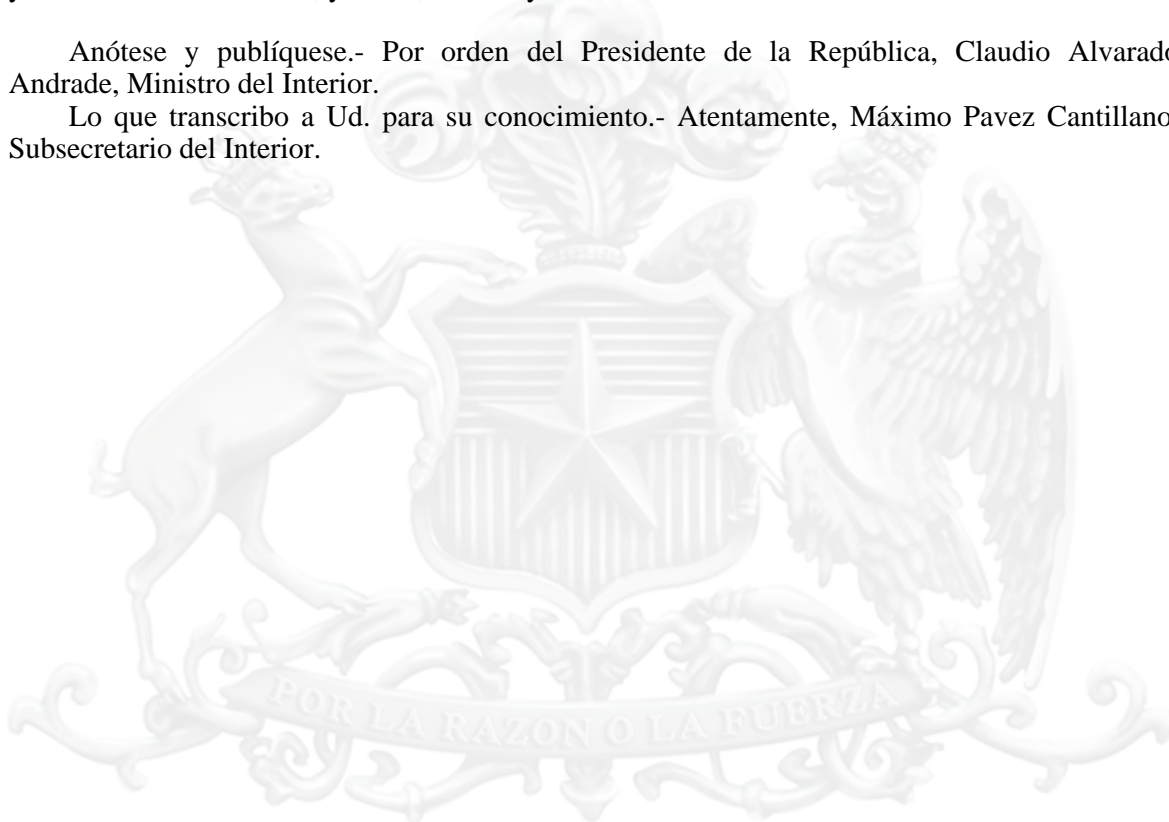 Anótese y publíquese.- Por orden del Presidente de la República, Claudio Alvarado
Andrade, Ministro del Interior.
Lo que transcribo a Ud. para su conocimiento.- Atentamente, Máximo Pavez Cantillano
Subsecretario del Interior.
POR LA RAZON O LA FUERZA